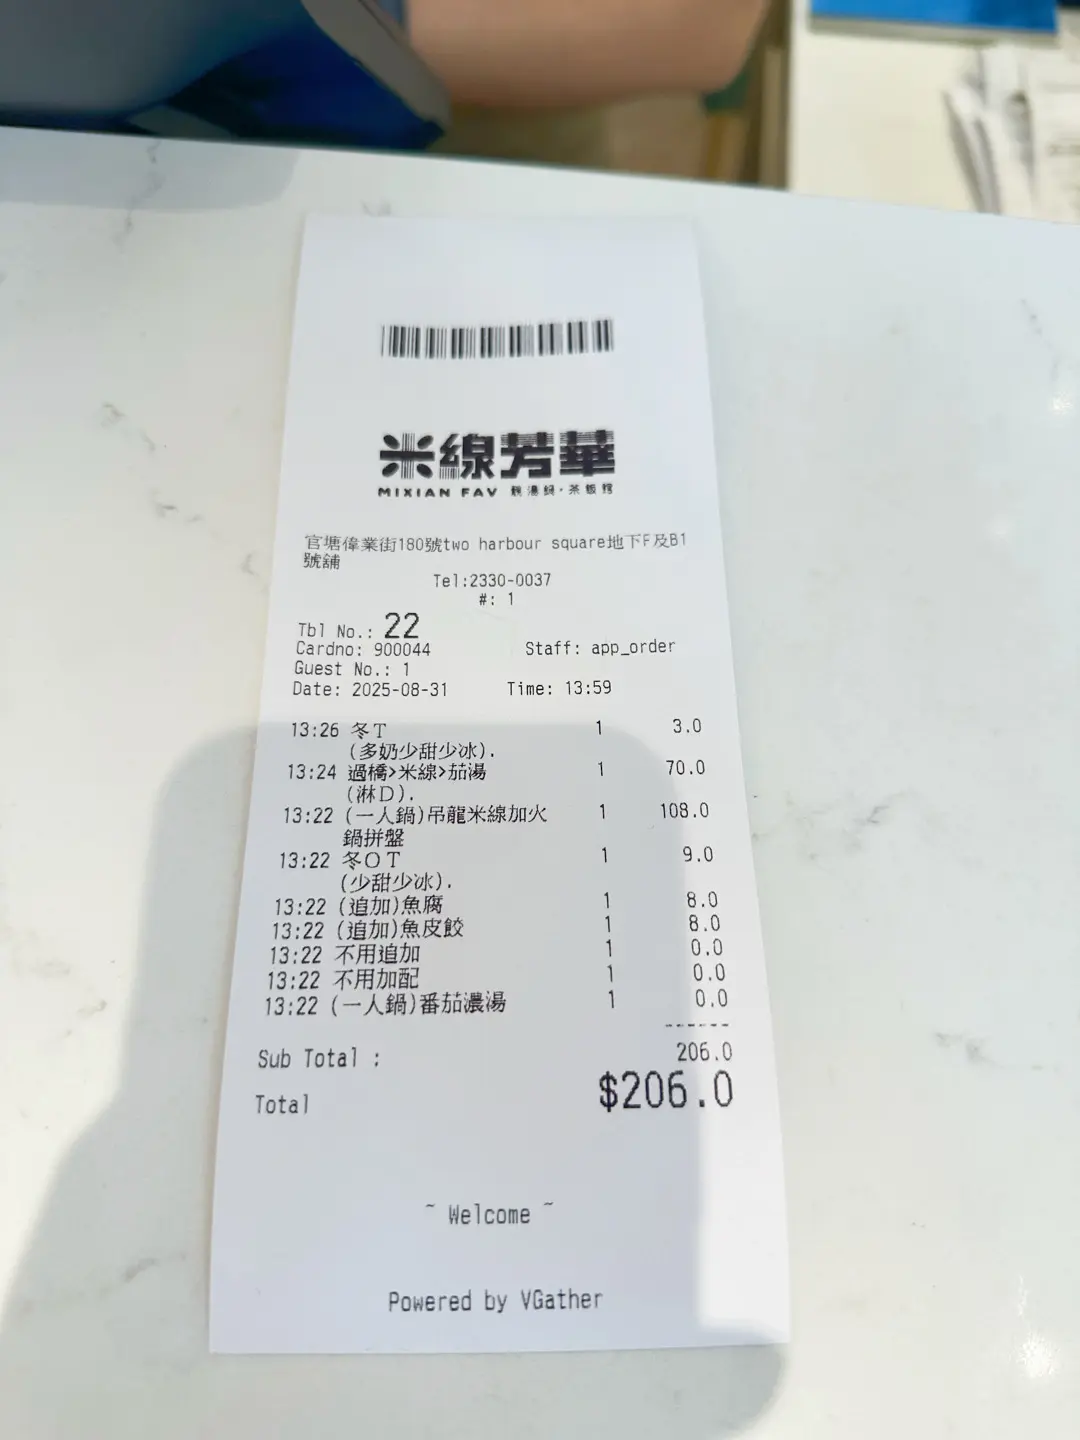 米線芳華
MIXIAN FAV 靚湯鍋·茶飯館
官塘偉業街180號two harbour square地下F及B1
號舖
Tel:2330-0037
#: 1
Tbl No.: 22
Cardno: 900044 Staff: app_order
Guest No.: 1
Date: 2025-08-31 Time: 13:59
13:26 冬T 1 3.0
(多奶少甜少冰).
13:24 過橋>米線>茄湯 1 70.0
(淋D).
13:22 (一人鍋)吊龍米線加火 1 108.0
鍋拼盤
13:22 冬OT 1 9.0
(少甜少冰).
13:22 (追加)魚腐 1 8.0
13:22 (追加)魚皮餃 1 8.0
13:22 不用追加 1 0.0
13:22 不用加配 1 0.0
13:22 (一人鍋)番茄濃湯 1 0.0
------
Sub Total : 206.0
Total $206.0
~ Welcome ~
Powered by VGather